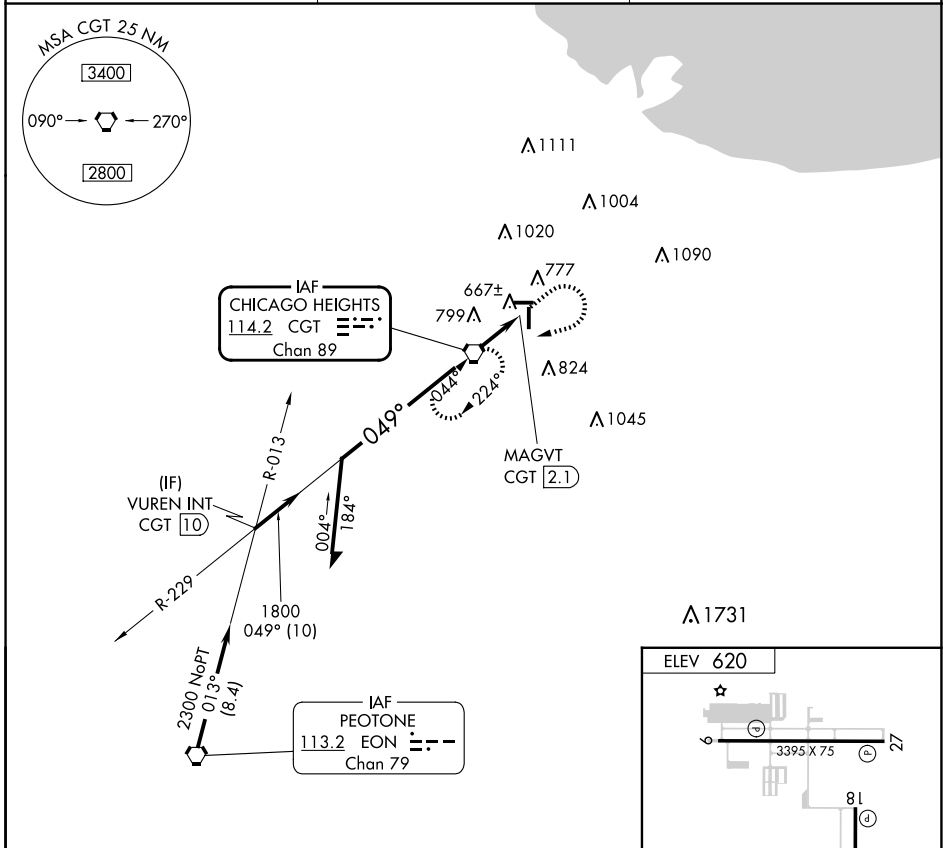 MSA CGT 25 NM
3400
090° 270°
2800
1111
1004
1020
1090
777
667±
799
IAF
CHICAGO HEIGHTS
114.2 CGT
Chan 89
824
044°
224°
049°
1045
MAGVT
CGT 2.1
R-013
(IF)
VUREN INT
CGT 10
004°
184°
R-229
1800
049° (10)
1731
2300 NoPT
013°
(8.4)
IAF
PEOTONE
113.2 EON
Chan 79
ELEV 620
P
9
3395 X 75
27
P
18
P